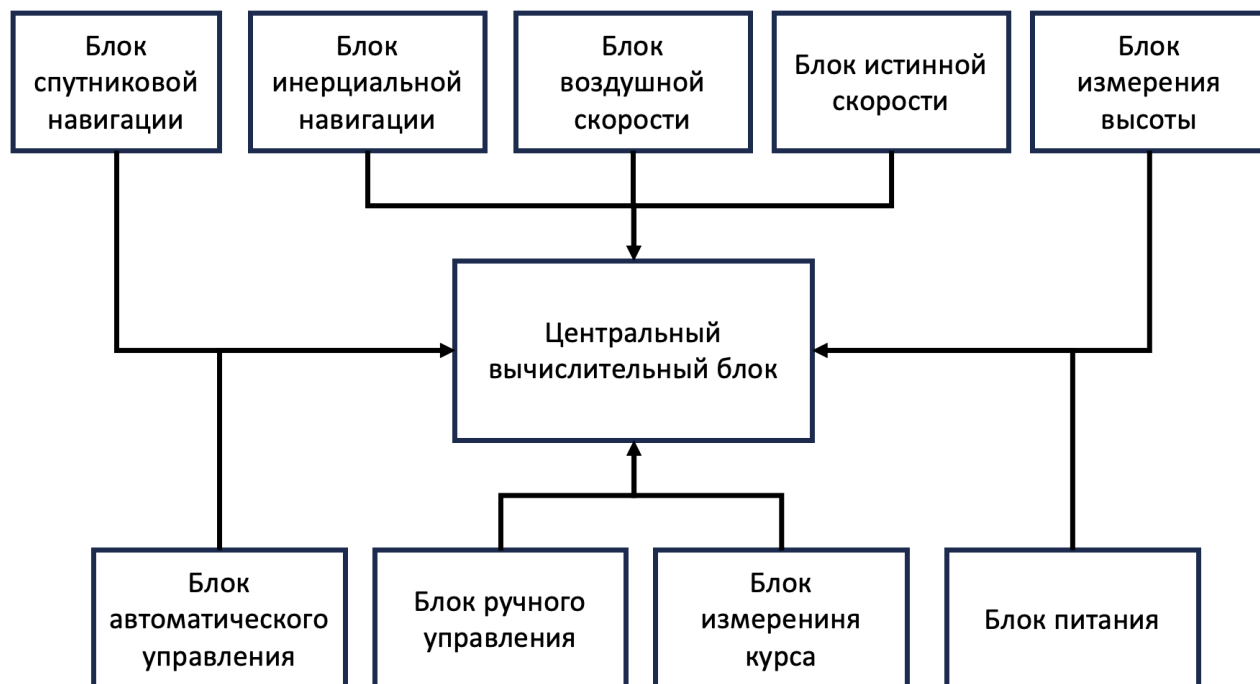 Блок
спутниковой
навигации
Блок
инерциальной
навигации
Блок
воздушной
скорости
Блок истинной
скорости
Блок
измерения
высоты
Центральный
вычислительный блок
Блок
автоматического
управления
Блок ручного
управления
Блок
измерениня
курса
Блок питания